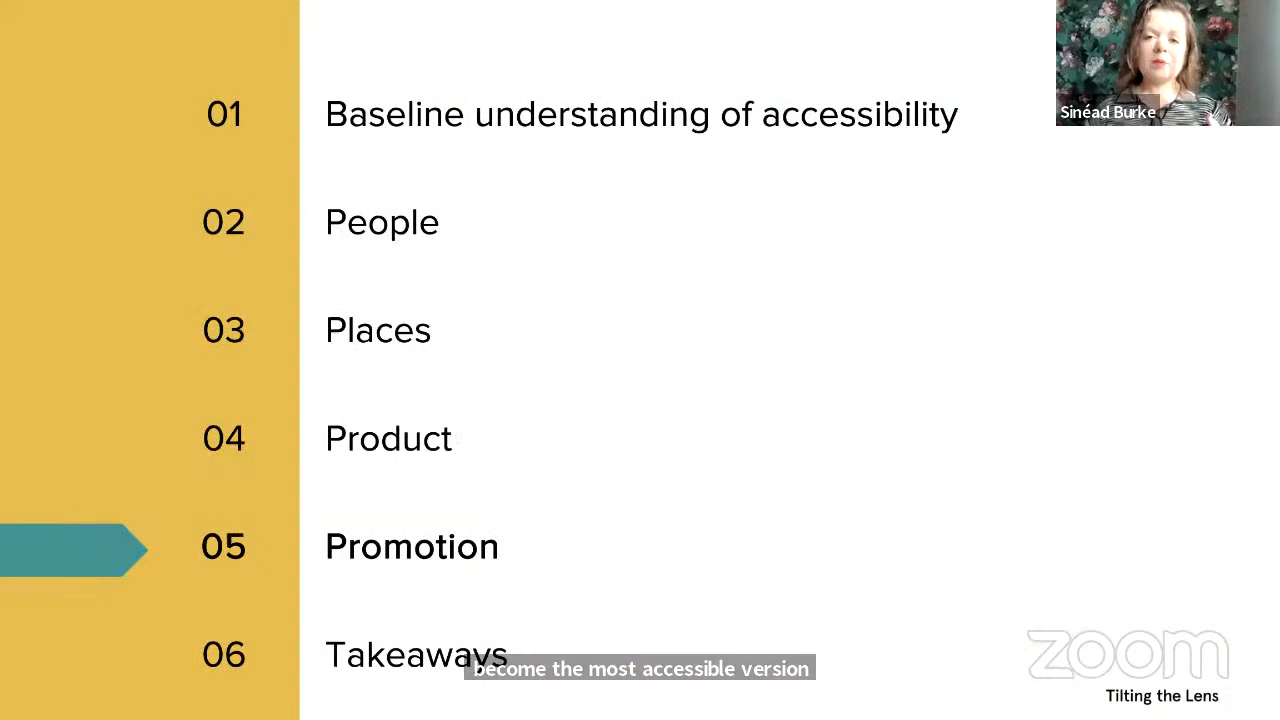 01 Baseline understanding of accessibility
Sinéad Burke
02 People
03 Places
04 Product
05 Promotion
06 Takeaways
become the most accessible version
zoom
Tilting the Lens